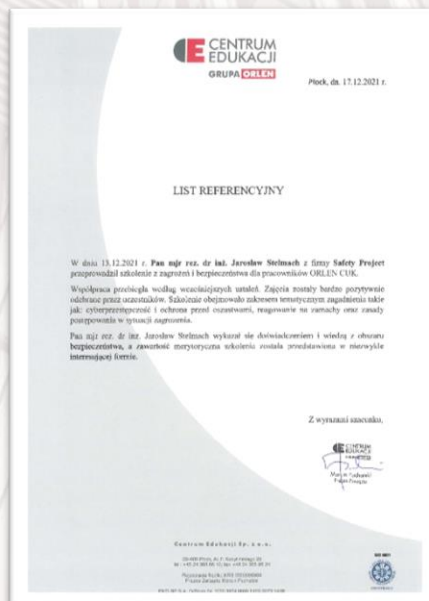 CENTRUM
EDUKACJI
GRUPA ORLEN
Płock, dn. 17.12.2021 r.
LIST REFERENCYJNY
W dniu 13.12.2021 r. Pan mjr rez. dr inż. Jarosław Stelmach z firmy Safety Project
przeprowadził szkolenie z zagrożeń i bezpieczeństwa dla pracowników ORLEN CUK.
Współpraca przebiegła według wcześniejszych ustaleń. Zajęcia zostały bardzo pozytywnie
odebrane przez uczestników. Szkolenie obejmowało zakresem tematycznym zagadnienia takie
jak: cyberprzestępczość i ochrona przed oszustwami, reagowanie na zamachy oraz zasady
postępowania w sytuacji zagrożenia.
Pan mjr rez. dr inż. Jarosław Stelmach wykazał się doświadczeniem i wiedzą z obszaru
bezpieczeństwa, a zawartość merytoryczna szkolenia została przedstawiona w niezwykle
interesującej formie.
Z wyrazami szacunku,
CENTRUM
EDUKACJI
Centrum Edukacji Sp. z o.o.